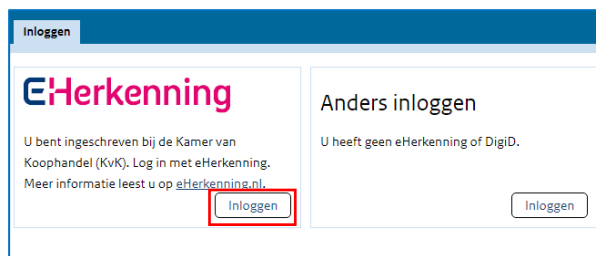 Inloggen
eHerkenning
U bent ingeschreven bij de Kamer van
Koophandel (KvK). Log in met eHerkenning.
Meer informatie leest u op eHerkenning.nl.
Inloggen
Anders inloggen
U heeft geen eHerkenning of DigiD.
Inloggen